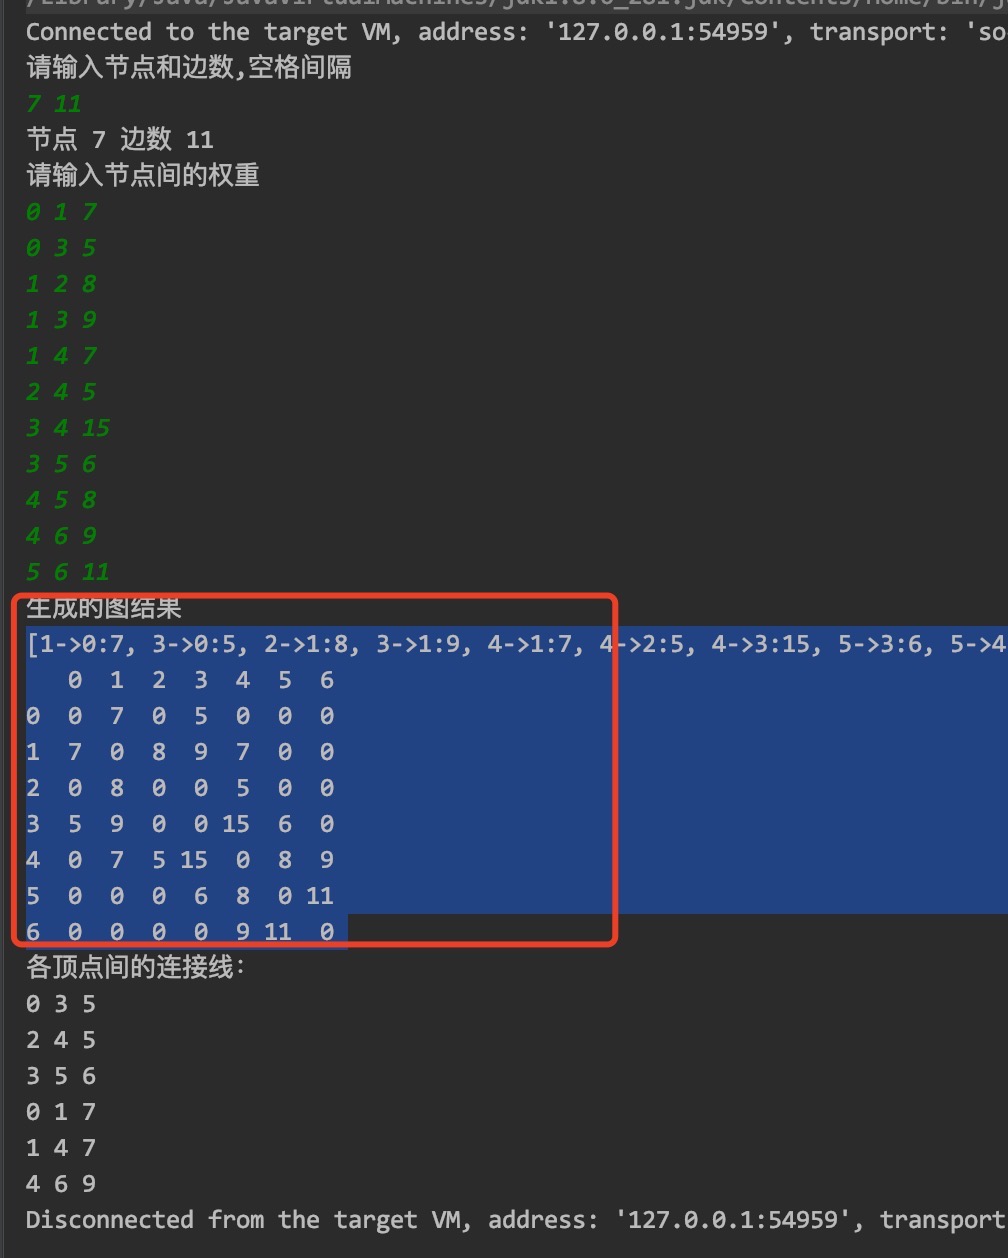 Connected to the target VM, address: '127.0.0.1:54959', transport: 'so
请输入节点和边数,空格间隔
7 11
节点 7 边数 11
请输入节点间的权重
0 1 7
0 3 5
1 2 8
1 3 9
1 4 7
2 4 5
3 4 15
3 5 6
4 5 8
4 6 9
5 6 11
生成的图结果
[1->0:7, 3->0:5, 2->1:8, 3->1:9, 4->1:7, 4->2:5, 4->3:15, 5->3:6, 5->4
0 1 2 3 4 5 6
0 0 7 0 5 0 0 0
1 7 0 8 9 7 0 0
2 0 8 0 0 5 0 0
3 5 9 0 0 15 6 0
4 0 7 5 15 0 8 9
5 0 0 0 6 8 0 11
6 0 0 0 0 9 11 0
各顶点间的连接线:
0 3 5
2 4 5
3 5 6
0 1 7
1 4 7
4 6 9
Disconnected from the target VM, address: '127.0.0.1:54959', transport